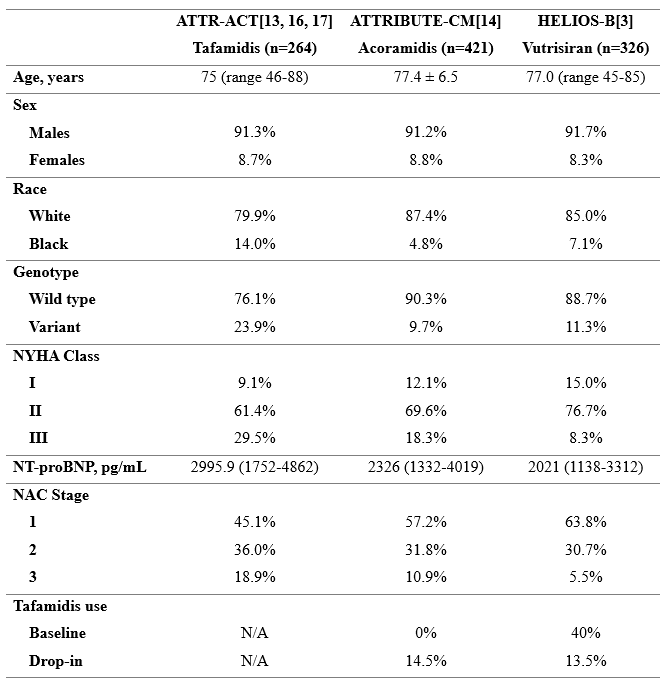 ATTR-ACT[13, 16, 17] ATTRIBUTE-CM[14] HELIOS-B[3]
Tafamidis (n=264) Acoramidis (n=421) Vutrisiran (n=326)
Age, years 75 (range 46-88) 77.4 ± 6.5 77.0 (range 45-85)
Sex
Males 91.3% 91.2% 91.7%
Females 8.7% 8.8% 8.3%
Race
White 79.9% 87.4% 85.0%
Black 14.0% 4.8% 7.1%
Genotype
Wild type 76.1% 90.3% 88.7%
Variant 23.9% 9.7% 11.3%
NYHA Class
I 9.1% 12.1% 15.0%
II 61.4% 69.6% 76.7%
III 29.5% 18.3% 8.3%
NT-proBNP, pg/mL 2995.9 (1752-4862) 2326 (1332-4019) 2021 (1138-3312)
NAC Stage
1 45.1% 57.2% 63.8%
2 36.0% 31.8% 30.7%
3 18.9% 10.9% 5.5%
Tafamidis use
Baseline N/A 0% 40%
Drop-in N/A 14.5% 13.5%